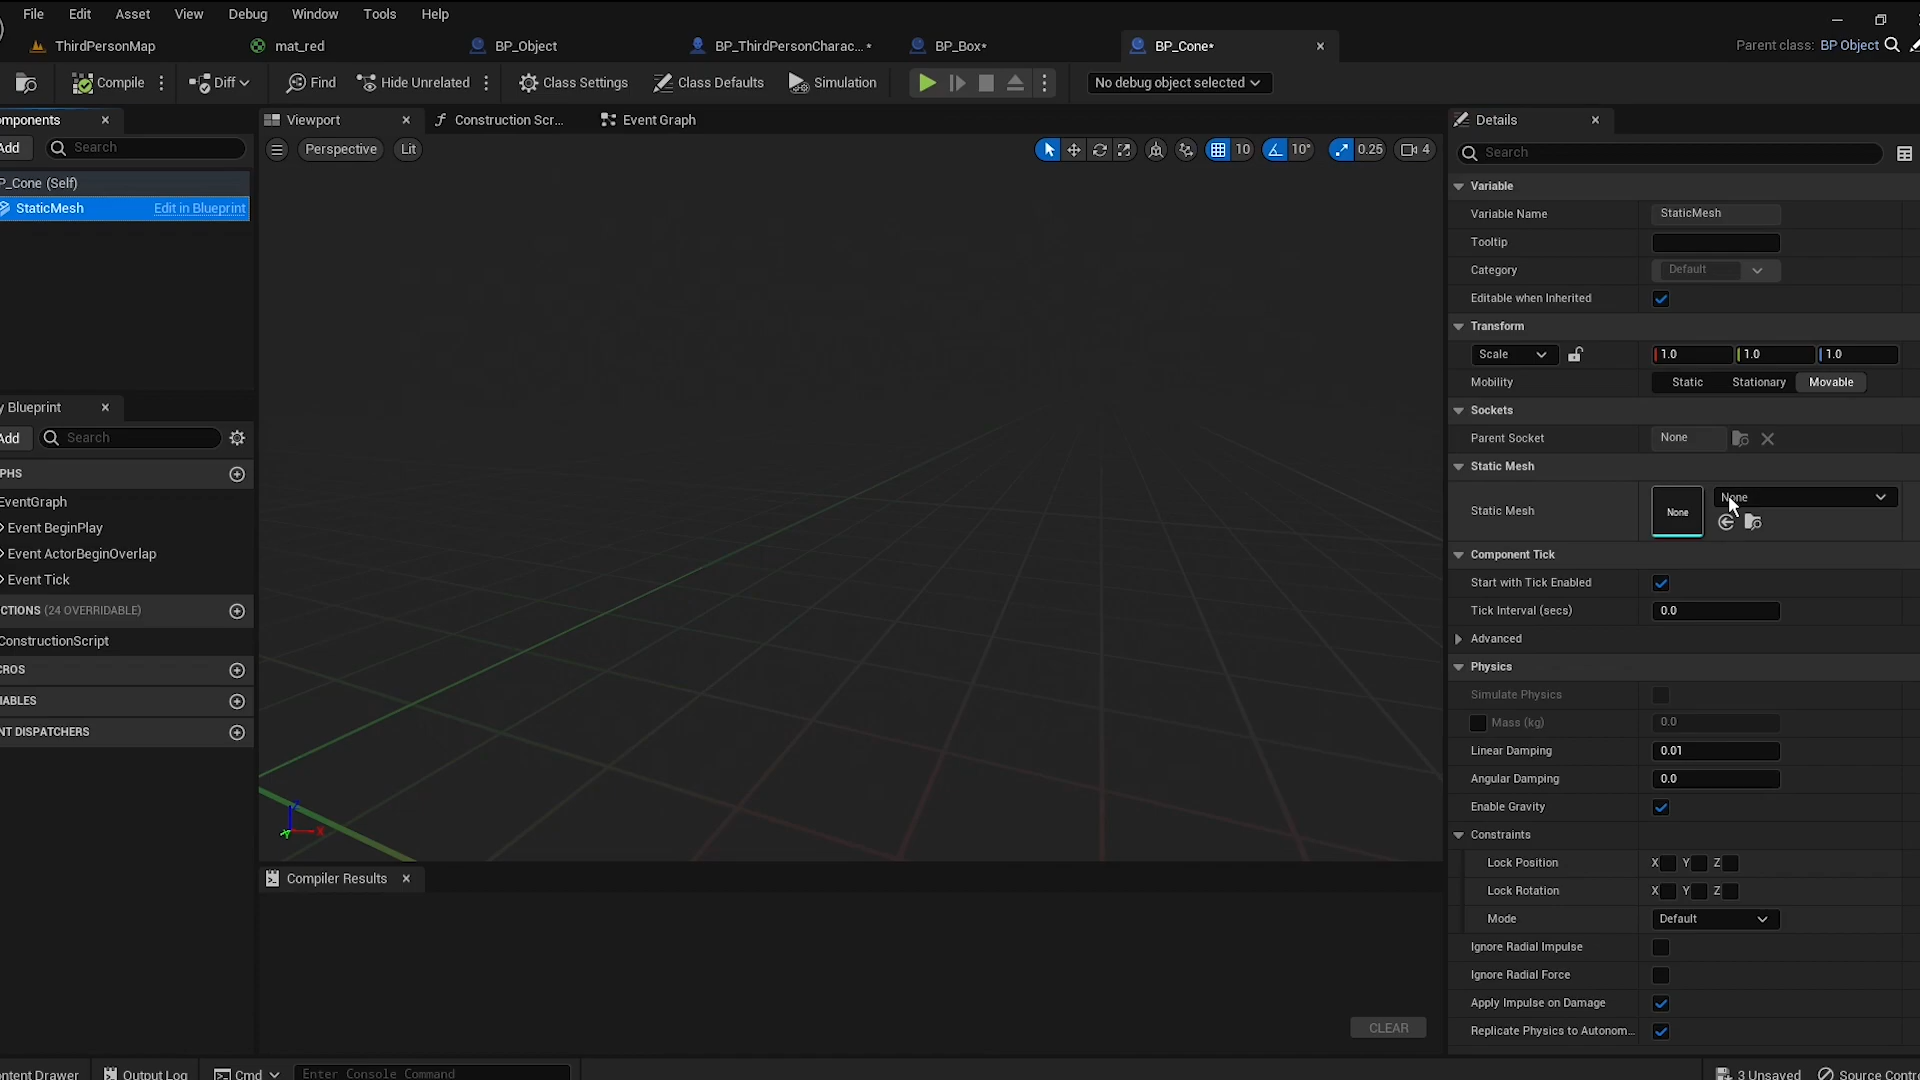 File Edit Asset View Debug Window Tools Help
ThirdPersonMap mat_red BP_Object BP_ThirdPersonCharac...* BP_Box* BP_Cone* Parent class: BP Object
Compile Diff Find Hide Unrelated Class Settings Class Defaults Simulation No debug object selected
omponents Viewport Construction Scr... Event Graph Details
Add Search Perspective Lit 10 10° 0.25 4 Search
P_Cone (Self)
StaticMesh Edit in Blueprint
y Blueprint
Add Search
PHS
EventGraph
Event BeginPlay
Event ActorBeginOverlap
Event Tick
CTIONS (24 OVERRIDABLE)
ConstructionScript
CROS
IABLES
NT DISPATCHERS
Variable
Variable Name StaticMesh
Tooltip
Category Default
Editable when Inherited
Transform
Scale 1.0 1.0 1.0
Mobility Static Stationary Movable
Sockets
Parent Socket None
Static Mesh
Static Mesh None None
Component Tick
Start with Tick Enabled
Tick Interval (secs) 0.0
Advanced
Physics
Simulate Physics
Mass (kg) 0.0
Linear Damping 0.01
Angular Damping 0.0
Enable Gravity
Constraints
Lock Position X Y Z
Lock Rotation X Y Z
Mode Default
Ignore Radial Impulse
Ignore Radial Force
Apply Impulse on Damage
Replicate Physics to Autonom...
Compiler Results
CLEAR
ontent Drawer Output Log Cmd Enter Console Command 3 Unsaved Source Contro